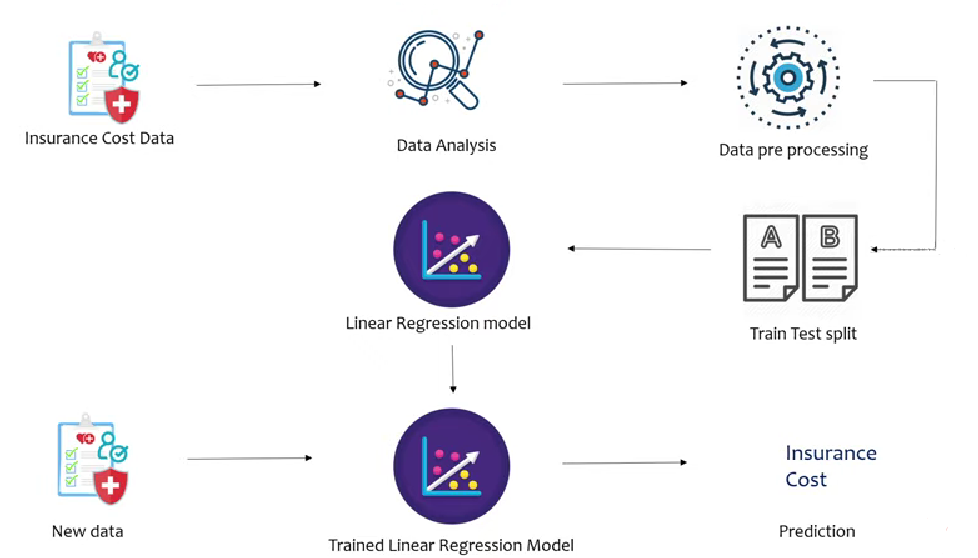 Insurance Cost Data
Data Analysis
Data pre processing
A B
Linear Regression model
Train Test split
Insurance
Cost
New data
Trained Linear Regression Model
Prediction